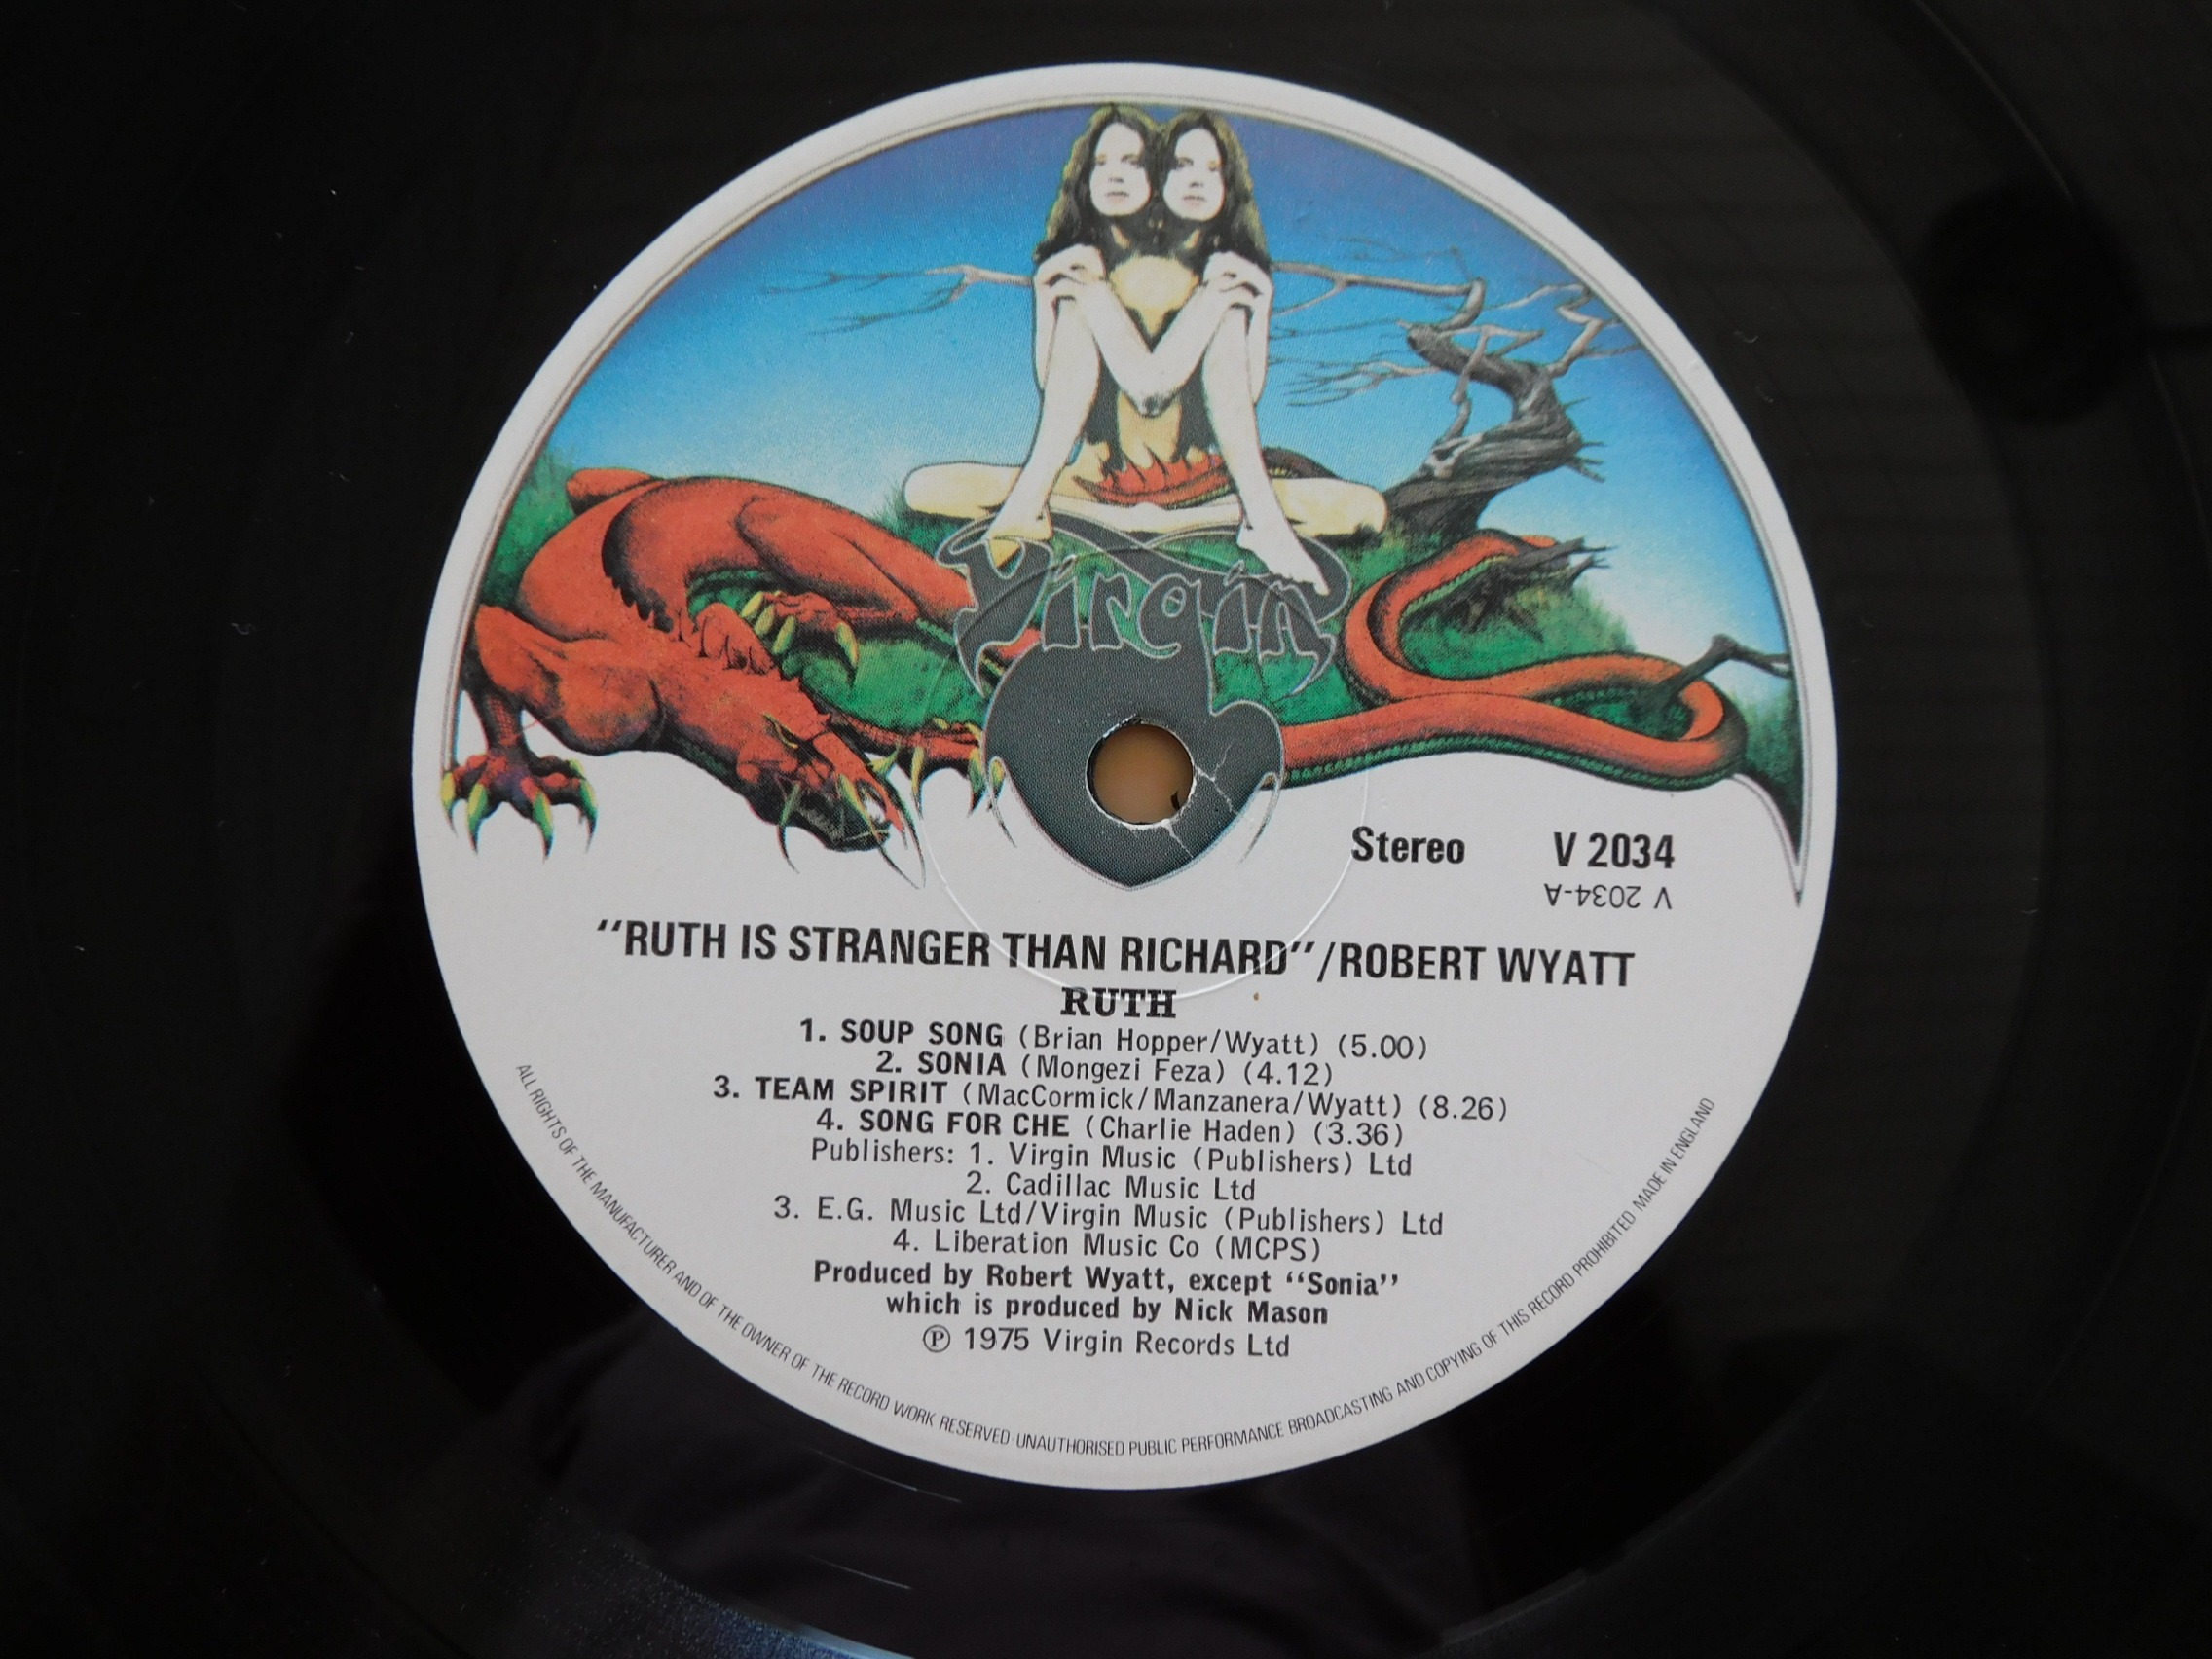 Virgin
Stereo V 2034
V 2034-A
"RUTH IS STRANGER THAN RICHARD"/ROBERT WYATT
RUTH
1. SOUP SONG (Brian Hopper/Wyatt) (5.00)
2. SONIA (Mongezi Feza) (4.12)
3. TEAM SPIRIT (MacCormick/Manzanera/Wyatt) (8.26)
4. SONG FOR CHE (Charlie Haden) (3.36)
Publishers: 1. Virgin Music (Publishers) Ltd
2. Cadillac Music Ltd
3. E.G. Music Ltd/Virgin Music (Publishers) Ltd
4. Liberation Music Co (MCPS)
Produced by Robert Wyatt, except "Sonia"
which is produced by Nick Mason
℗ 1975 Virgin Records Ltd
ALL RIGHTS OF THE MANUFACTURER AND OF THE OWNER OF THE RECORD WORK RESERVED UNAUTHORISED PUBLIC PERFORMANCE BROADCASTING AND COPYING OF THIS RECORD PROHIBITED MADE IN ENGLAND